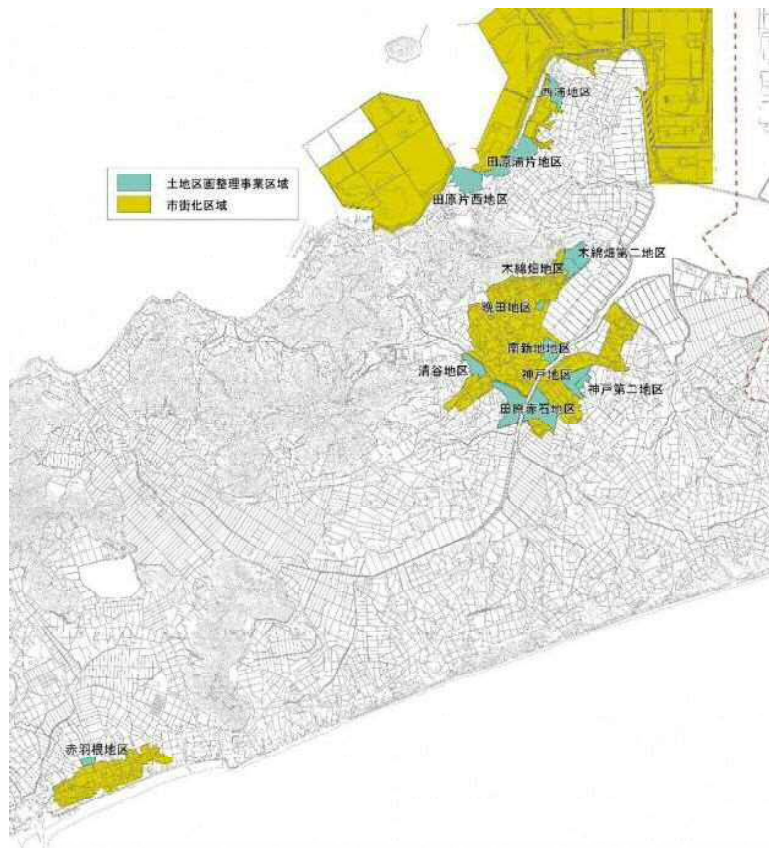 西浦地区
田原浦片地区
土地区画整理事業区域
市街化区域
田原片西地区
木綿畑第二地区
木綿畑地区
晩田地区
南新地地区
清谷地区
神戸地区
神戸第二地区
田原赤石地区
赤羽根地区